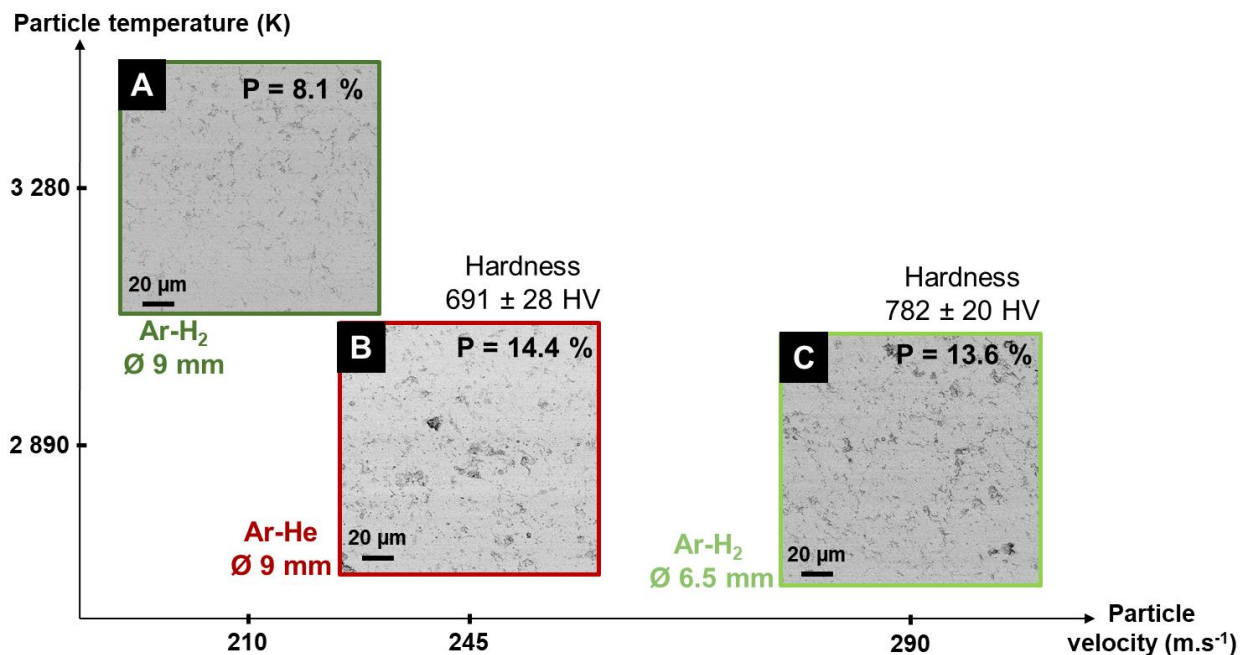 Particle temperature (K)
A
P = 8.1 %
20 µm
3 280
Ar-H₂
Ø 9 mm
Hardness
691 ± 28 HV
B
P = 14.4 %
20 µm
2 890
Ar-He
Ø 9 mm
Hardness
782 ± 20 HV
C
P = 13.6 %
20 µm
Ar-H₂
Ø 6.5 mm
210
245
290
Particle
velocity (m.s⁻¹)